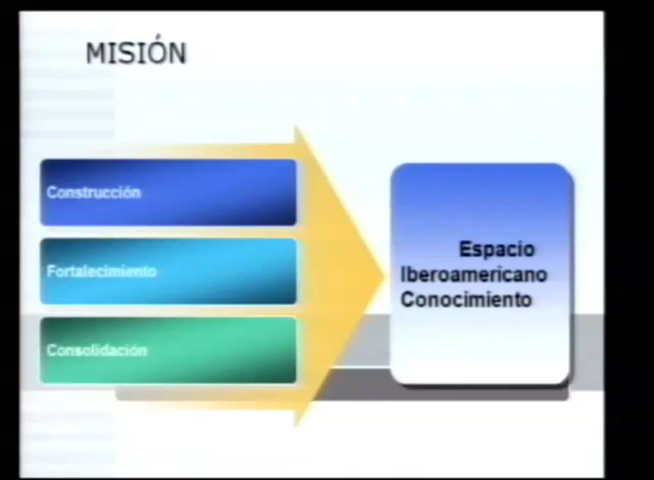 MISIÓN
Construcción
Fortalecimiento
Consolidación
Espacio
Iberoamericano
Conocimiento